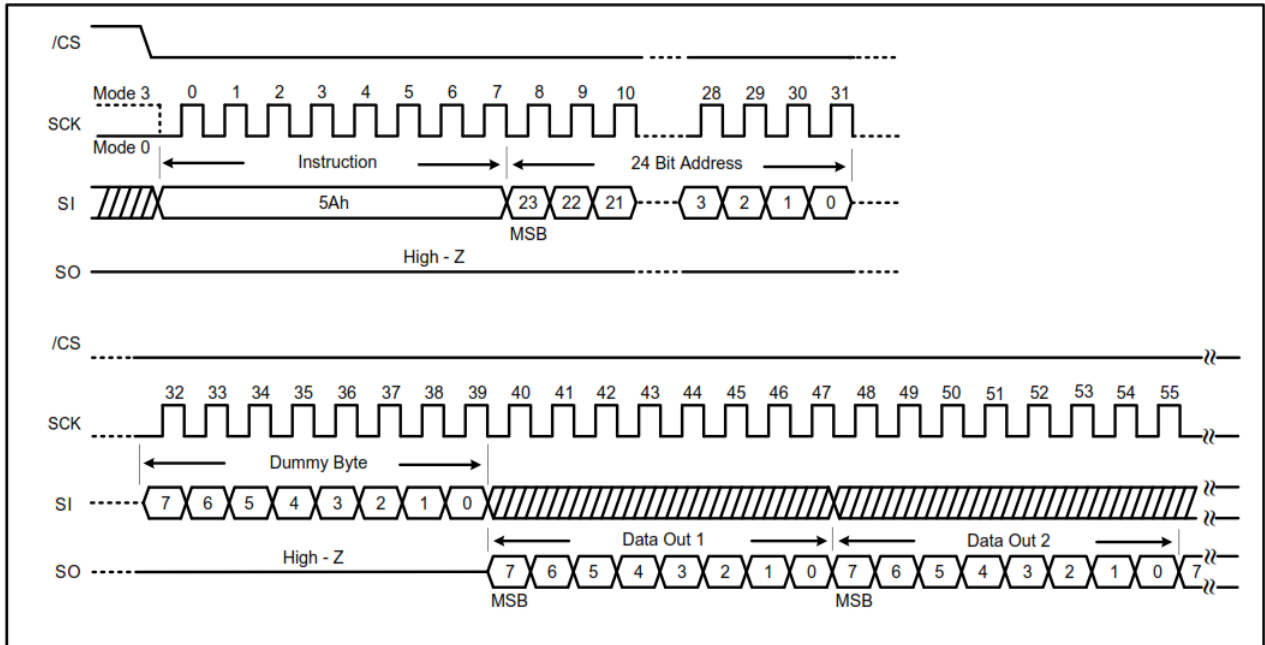 /CS
Mode 3 0 1 2 3 4 5 6 7 8 9 10 28 29 30 31
SCK
Mode 0
Instruction 24 Bit Address
SI 5Ah 23 22 21 3 2 1 0
MSB
High - Z
SO
/CS
32 33 34 35 36 37 38 39 40 41 42 43 44 45 46 47 48 49 50 51 52 53 54 55
SCK
Dummy Byte
SI 7 6 5 4 3 2 1 0
Data Out 1 Data Out 2
High - Z
SO 7 6 5 4 3 2 1 0 7 6 5 4 3 2 1 0 7
MSB MSB